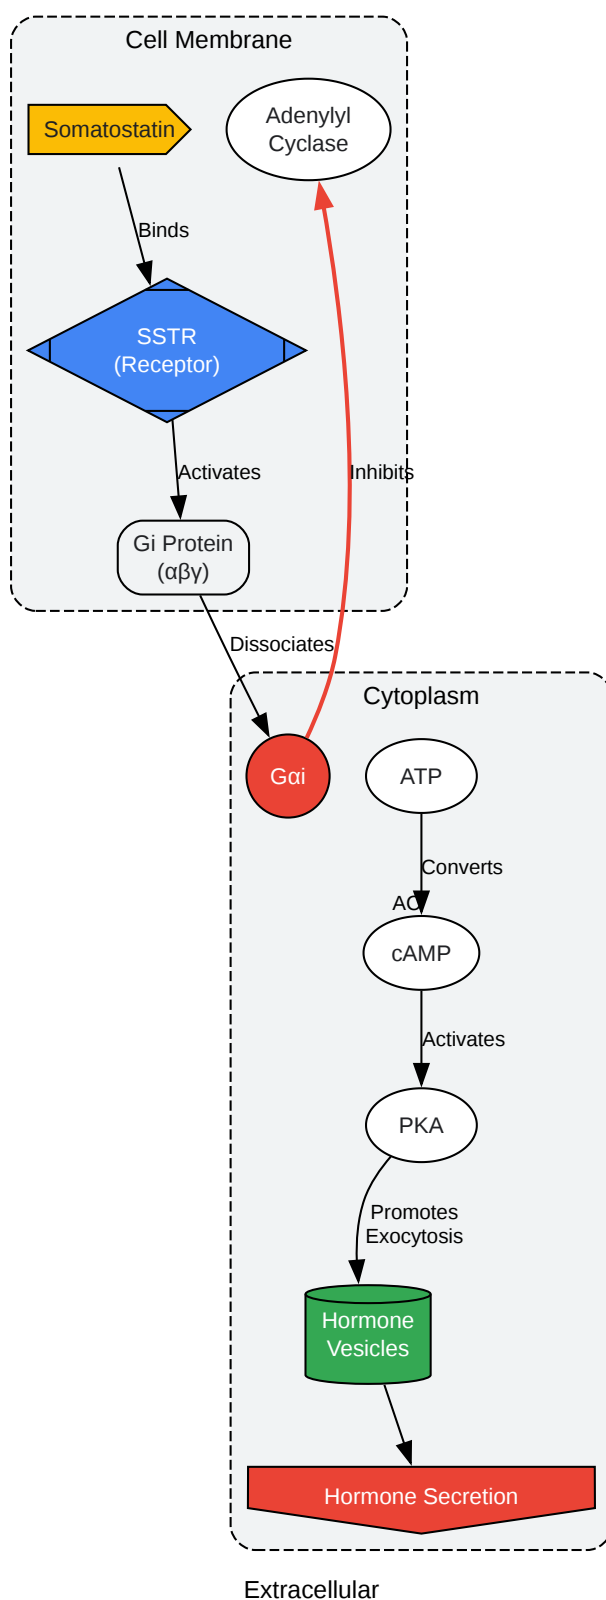 Cell Membrane
Somatostatin
Adenylyl
Cyclase
Binds
SSTR
(Receptor)
Activates
Inhibits
Gi Protein
(αβγ)
Dissociates
Cytoplasm
Gαi
ATP
Converts
AC
cAMP
Activates
PKA
Promotes
Exocytosis
Hormone
Vesicles
Hormone Secretion
Extracellular